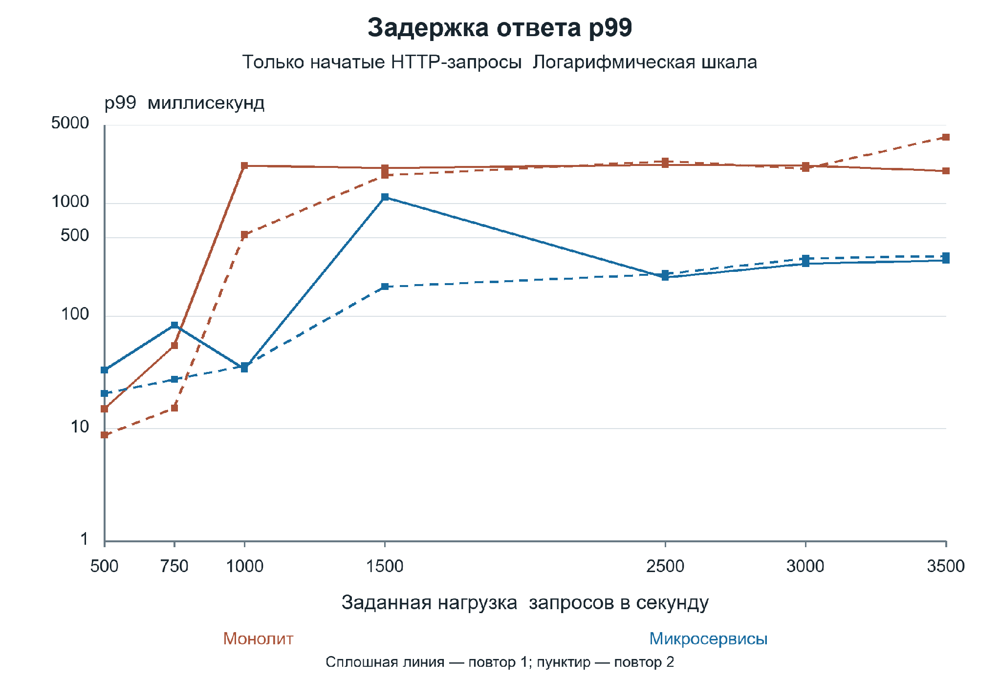 Задержка ответа p99
Только начатые HTTP-запросы  Логарифмическая шкала
p99  миллисекунд
5000
1000
500
100
10
1
500 750 1000 1500 2500 3000 3500
Заданная нагрузка  запросов в секунду
Монолит Микросервисы
Сплошная линия — повтор 1; пунктир — повтор 2